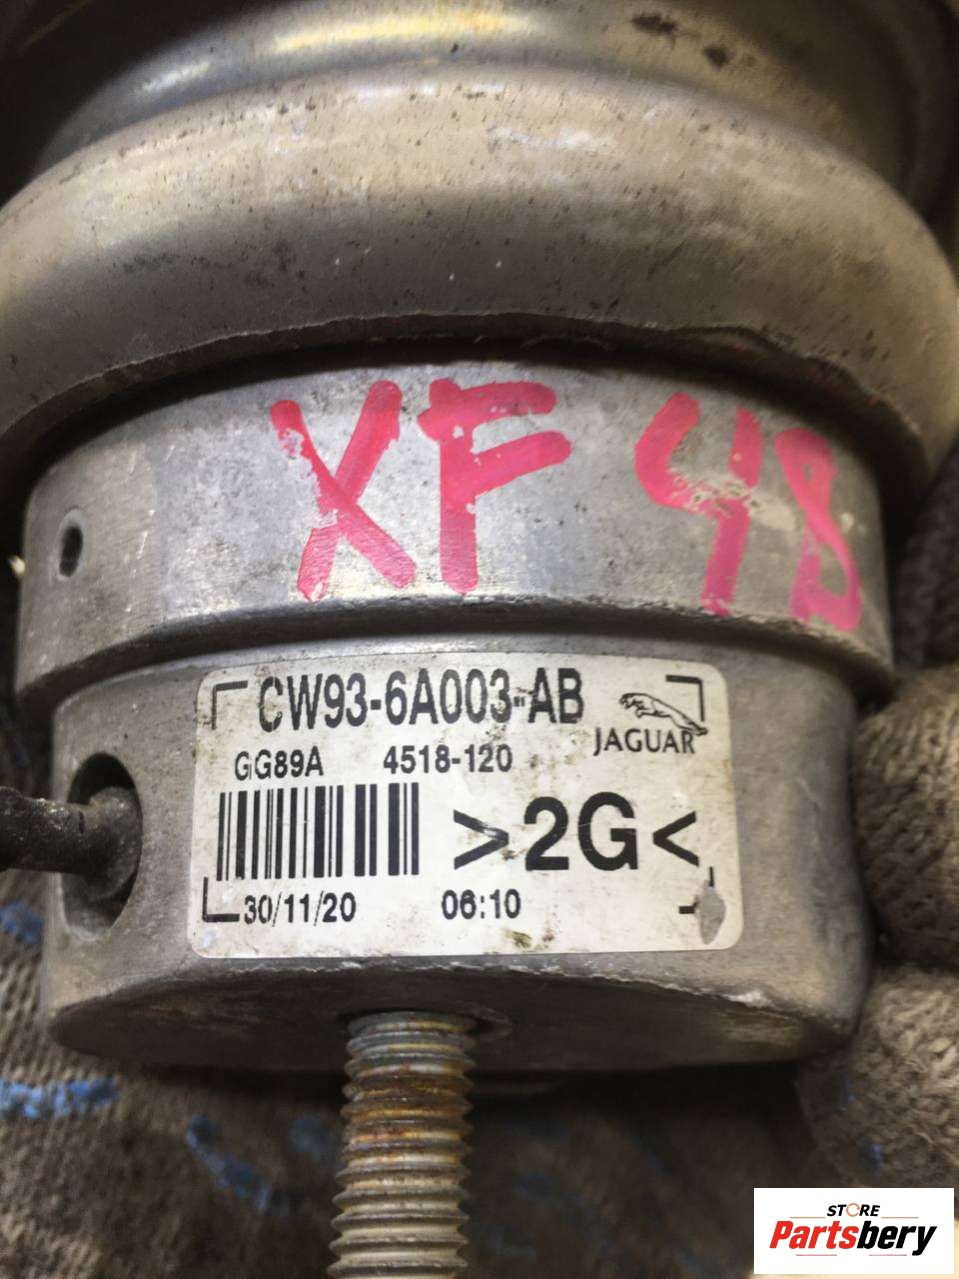 XF 48
CW93-6A003-AB
JAGUAR
GG89A 4518-120
>2G<
30/11/20 06:10
STORE
Partsbery